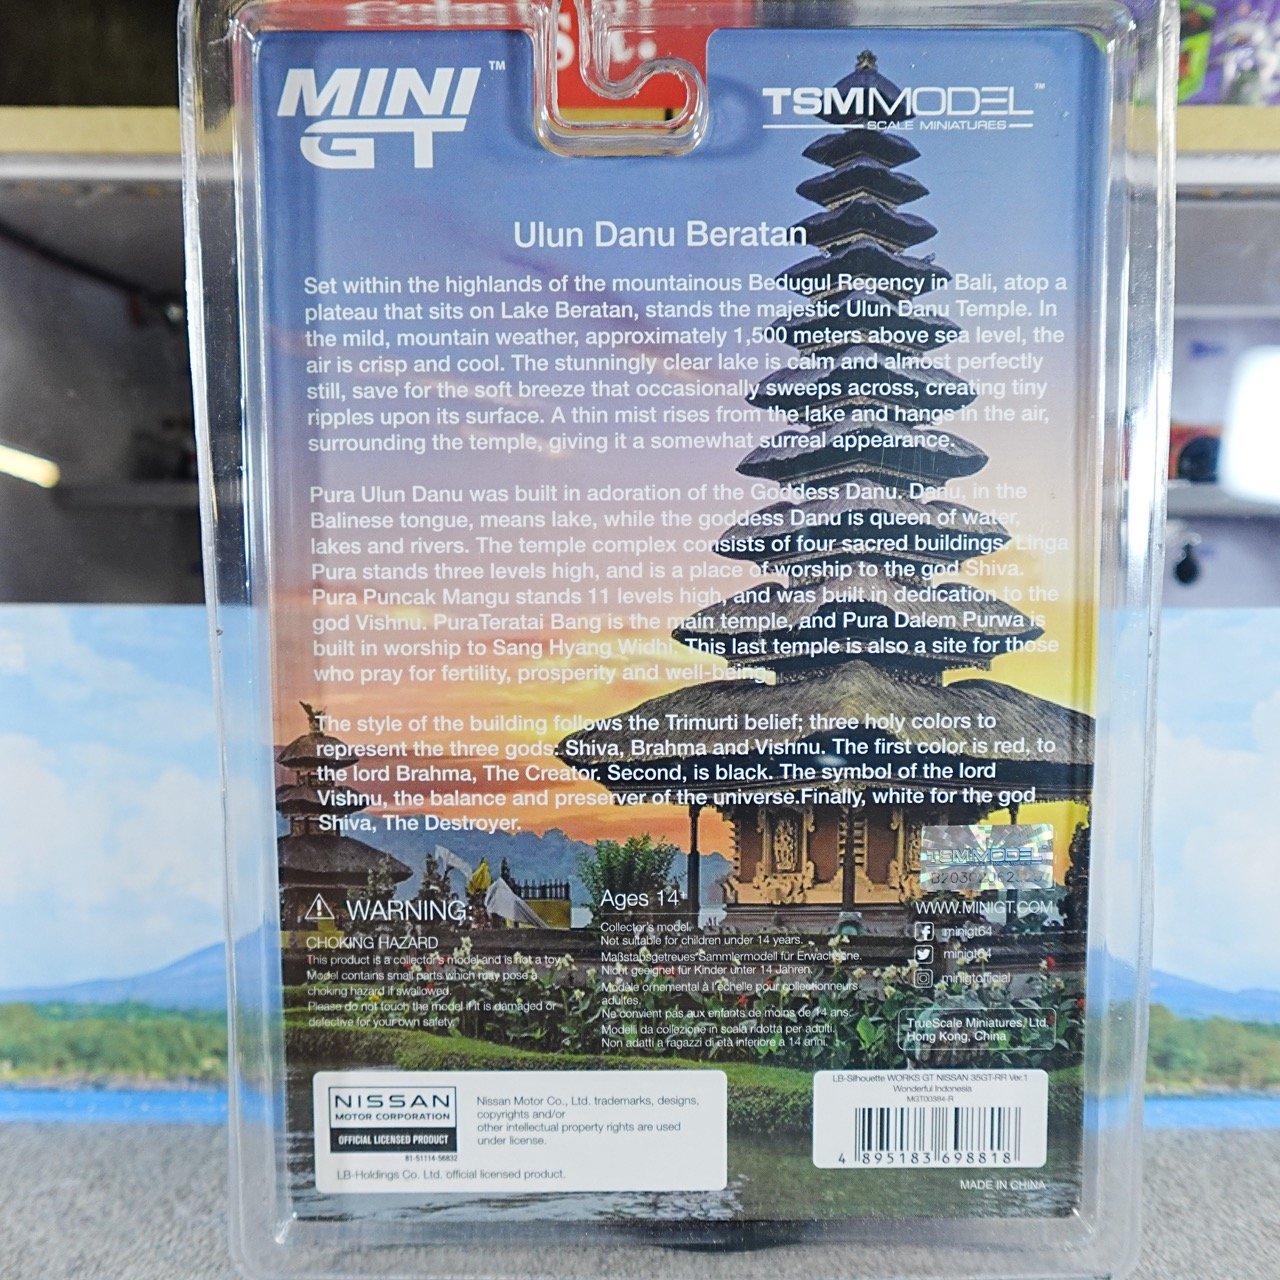 MINI GT™
TSMMODEL™
SCALE MINIATURES
Ulun Danu Beratan
Set within the highlands of the mountainous Bedugul Regency in Bali, atop a
plateau that sits on Lake Beratan, stands the majestic Ulun Danu Temple. In
the mild, mountain weather, approximately 1,500 meters above sea level, the
air is crisp and cool. The stunningly clear lake is calm and almost perfectly
still, save for the soft breeze that occasionally sweeps across, creating tiny
ripples upon its surface. A thin mist rises from the lake and hangs in the air,
surrounding the temple, giving it a somewhat surreal appearance.
Pura Ulun Danu was built in adoration of the Goddess Danu. Danu, in the
Balinese tongue, means lake, while the goddess Danu is queen of water,
lakes and rivers. The temple complex consists of four sacred buildings. Linga
Pura stands three levels high, and is a place of worship to the god Shiva.
Pura Puncak Mangu stands 11 levels high, and was built in dedication to the
god Vishnu. PuraTeratai Bang is the main temple, and Pura Dalem Purwa is
built in worship to Sang Hyang Widhi. This last temple is also a site for those
who pray for fertility, prosperity and well-being.
The style of the building follows the Trimurti belief; three holy colors to
represent the three gods: Shiva, Brahma and Vishnu. The first color is red, to
the lord Brahma, The Creator. Second, is black. The symbol of the lord
Vishnu, the balance and preserver of the universe.Finally, white for the god
Shiva, The Destroyer.
TSMMODEL
WARNING:
CHOKING HAZARD
This product is a collector's model and is not a toy.
Model contains small parts which may pose a
choking hazard if swallowed.
Please do not touch the model if it is damaged or
defective for your own safety.
Ages 14+
Collector's model.
Not suitable for children under 14 years.
Maßstabsgetreues Sammlermodell für Erwachsene.
Nicht geeignet für Kinder unter 14 Jahren.
Modèle ornemental à l'échelle pour collectionneurs
adultes.
Ne convient pas aux enfants de moins de 14 ans.
Modelli da collezione in scala ridotta per adulti.
Non adatti a ragazzi di età inferiore a 14 anni.
WWW.MINIGT.COM
minigt64
minigt64
minigtofficial
TrueScale Miniatures, Ltd.
Hong Kong, China
NISSAN
MOTOR CORPORATION
OFFICIAL LICENSED PRODUCT
81-51114-56832
Nissan Motor Co., Ltd. trademarks, designs,
copyrights and/or
other intellectual property rights are used
under license.
LB-Holdings Co. Ltd. official licensed product.
LB-Silhouette WORKS GT NISSAN 35GT-RR Ver.1
Wonderful Indonesia
MGT00384-R
4 895183 698818
MADE IN CHINA